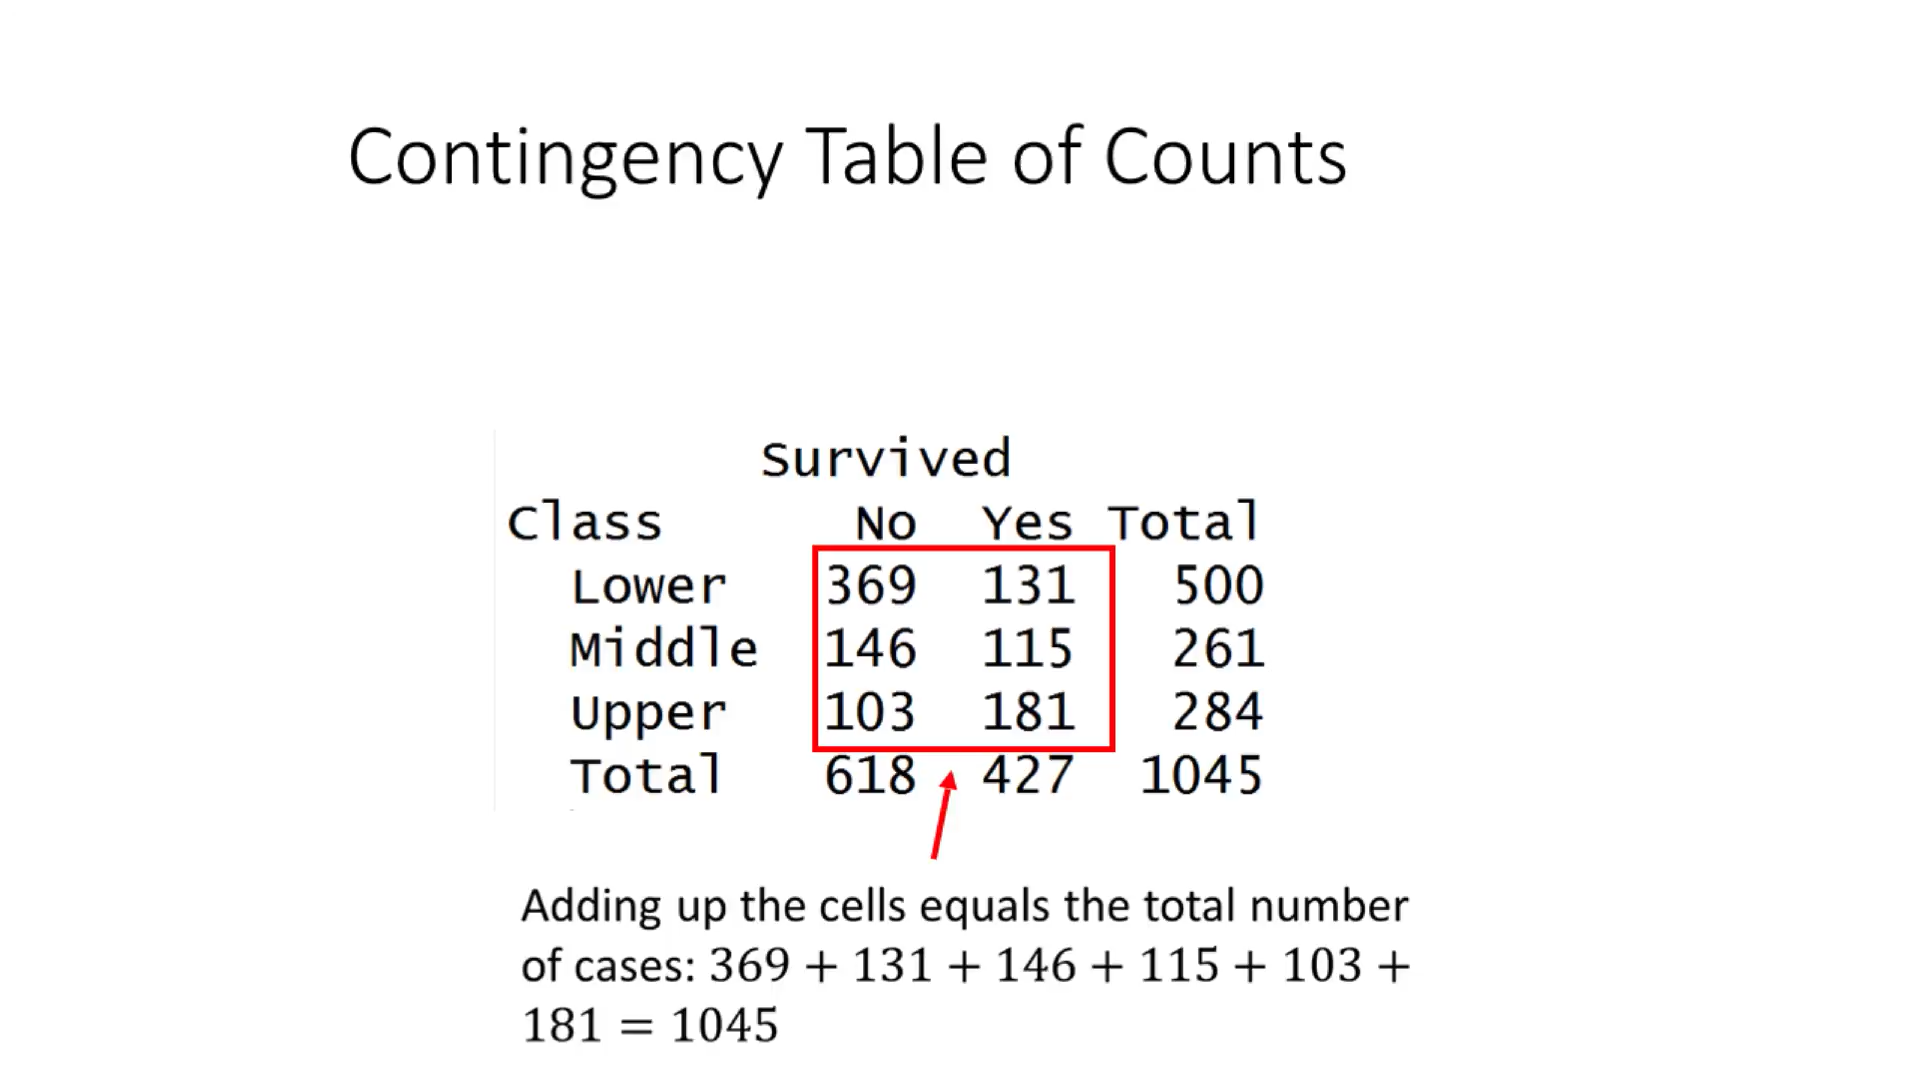 Contingency Table of Counts
Survived
Class No Yes Total
Lower 369 131 500
Middle 146 115 261
Upper 103 181 284
Total 618 427 1045
Adding up the cells equals the total number
of cases: 369 + 131 + 146 + 115 + 103 +
181 = 1045